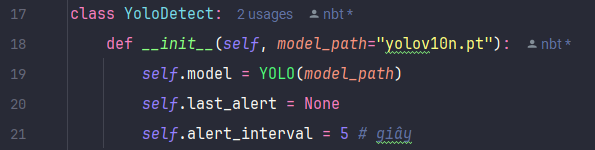 17 class YoloDetect: 2 usages nbt *
18 def __init__(self, model_path="yolov10n.pt"): nbt *
19 self.model = YOLO(model_path)
20 self.last_alert = None
21 self.alert_interval = 5 # giây